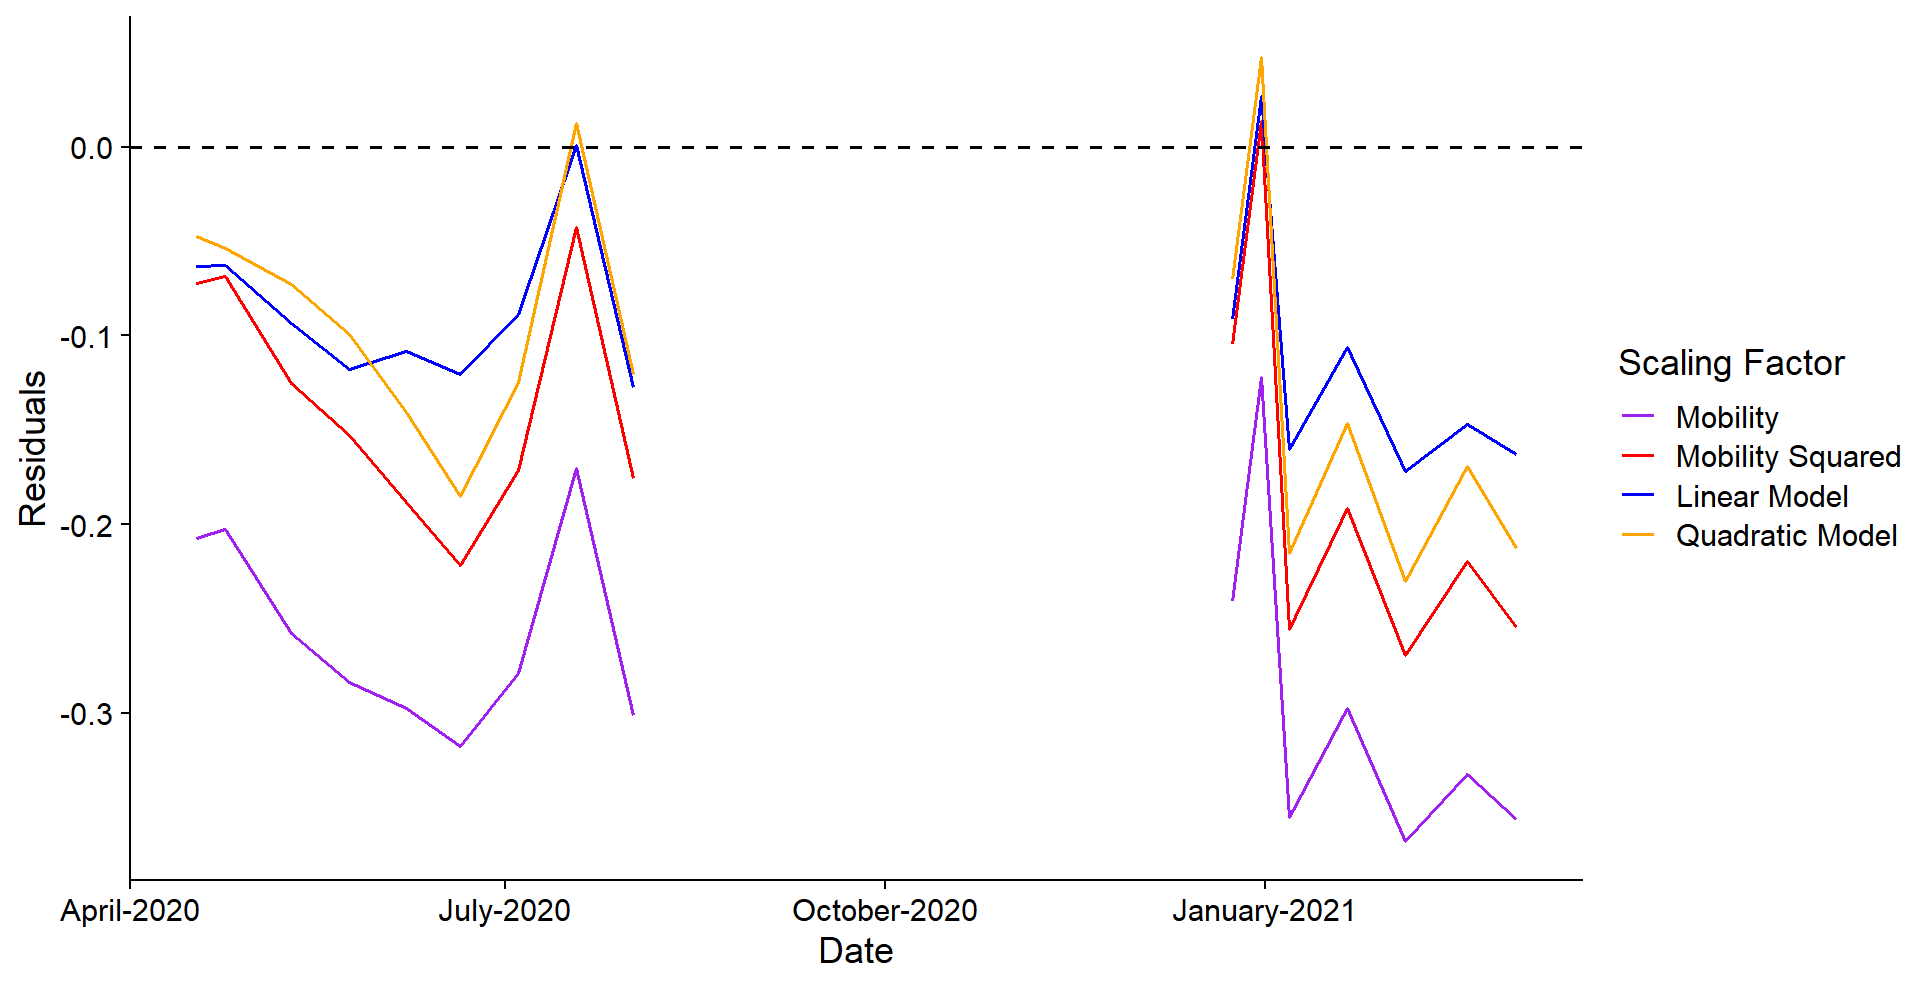 0.0
-0.1
-0.2
-0.3
Residuals
April-2020
July-2020
October-2020
January-2021
Date
Scaling Factor
Mobility
Mobility Squared
Linear Model
Quadratic Model